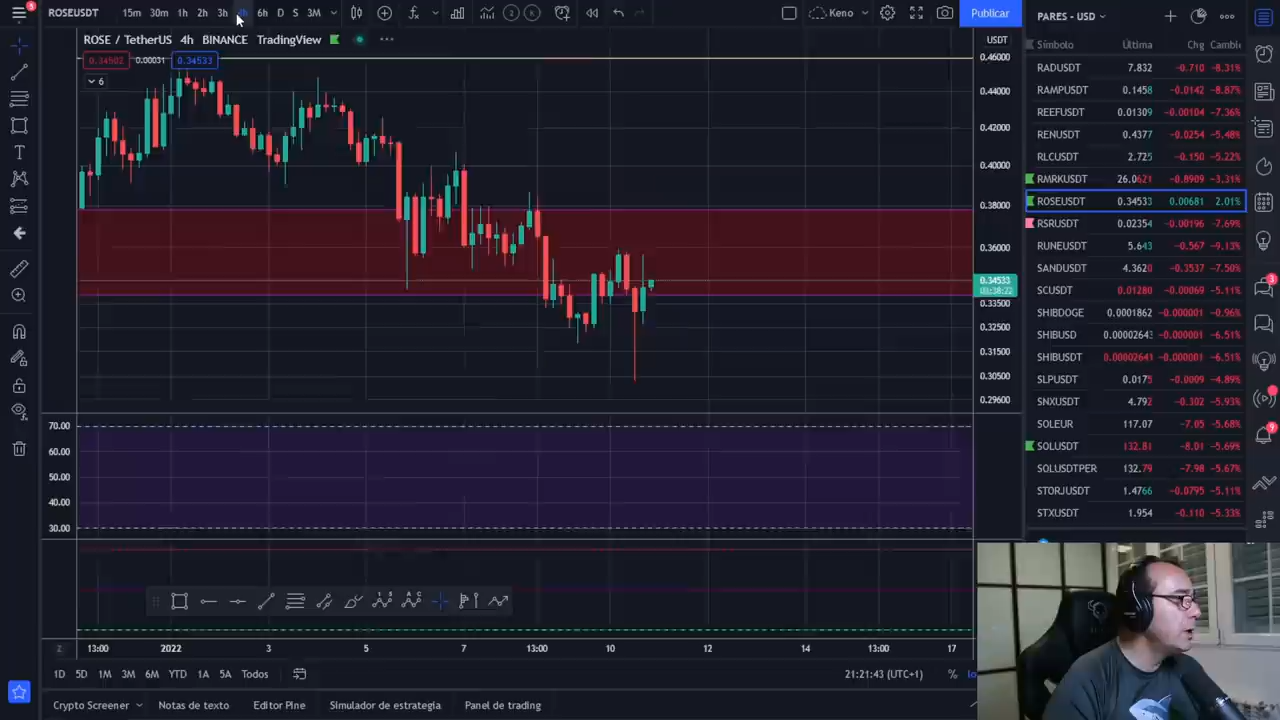 ROSEUSDT 15m 30m 1h 2h 3h 4h 6h D S 3M Keno Publicar
PARES - USD
ROSE / TetherUS 4h BINANCE TradingView
USDT
0.34502 0.00031 0.34533
6
0.46000
0.44000
0.42000
0.40000
0.38000
0.36000
0.34533
01:38:22
0.33500
0.32500
0.31500
0.30500
0.29600
70.00
60.00
50.00
40.00
30.00
13:00 2022 3 5 7 13:00 10 12 14 13:00 17
1D 5D 1M 3M 6M YTD 1A 5A Todos
21:21:43 (UTC+1) %
Crypto Screener Notas de texto Editor Pine Simulador de estrategia Panel de trading
Símbolo Última Chg
RADUSDT 7.832 −0.710 −8.31%
RAMPUSDT 0.1458 −0.0142 −8.87%
REEFUSDT 0.01309 −0.00104 −7.36%
RENUSDT 0.4377 −0.0254 −5.48%
RLCUSDT 2.725 −0.150 −5.22%
RMRKUSDT 26.0621 −0.8909 −3.31%
ROSEUSDT 0.34533 0.00681 2.01%
RSRUSDT 0.02354 −0.00196 −7.69%
RUNEUSDT 5.643 −0.567 −9.13%
SANDUSDT 4.3620 −0.3537 −7.50%
SCUSDT 0.01280 −0.00069 −5.11%
SHIBDOGE 0.0001862 −0.000001 −0.96%
SHIBUSD 0.00002643 −0.000001 −6.51%
SHIBUSDT 0.00002641 −0.000001 −6.51%
SLPUSDT 0.0175 −0.0009 −4.89%
SNXUSDT 4.792 −0.302 −5.93%
SOLEUR 117.07 −7.05 −5.68%
SOLUSDT 132.81 −8.01 −5.69%
SOLUSDTPER 132.79 −7.98 −5.67%
STORJUSDT 1.4766 −0.0795 −5.11%
STXUSDT 1.954 −0.110 −5.33%